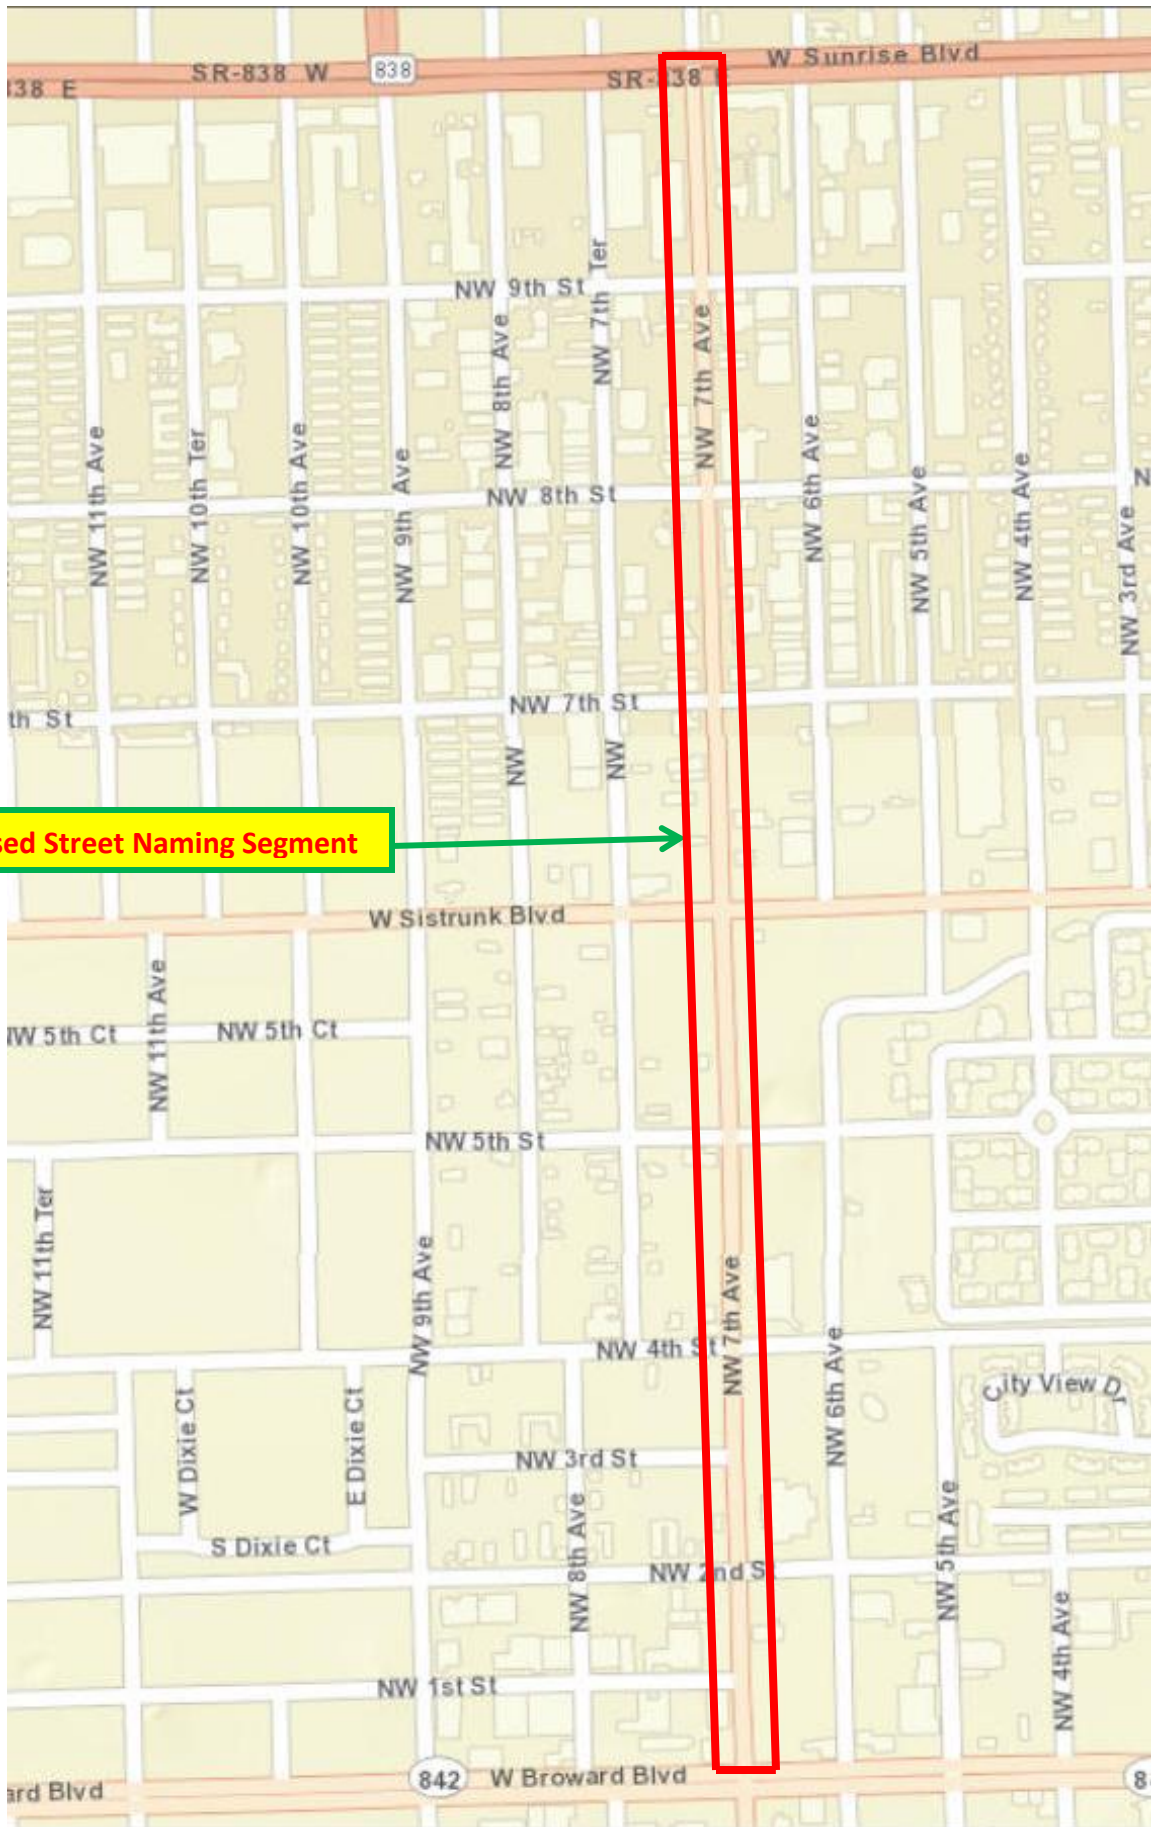 W Sunrise Blvd
SR-838 W
838
SR-838 E
838 E
NW 9th St
NW 7th Ter
NW 8th Ave
NW 7th Ave
NW 11th Ave
NW 10th Ter
NW 10th Ave
NW 9th Ave
NW 8th St
NW 6th Ave
NW 5th Ave
NW 4th Ave
NW 3rd Ave
N
NW 7th St
th St
NW
NW
sed Street Naming Segment
W Sistrunk Blvd
NW 11th Ave
NW 5th Ct
NW 5th Ct
NW 5th St
NW 11th Ter
NW 9th Ave
NW 7th Ave
NW 4th St
NW 6th Ave
City View Dr
W Dixie Ct
E Dixie Ct
NW 3rd St
S Dixie Ct
NW 8th Ave
NW 2nd St
NW 5th Ave
NW 4th Ave
NW 1st St
842
W Broward Blvd
ard Blvd
8